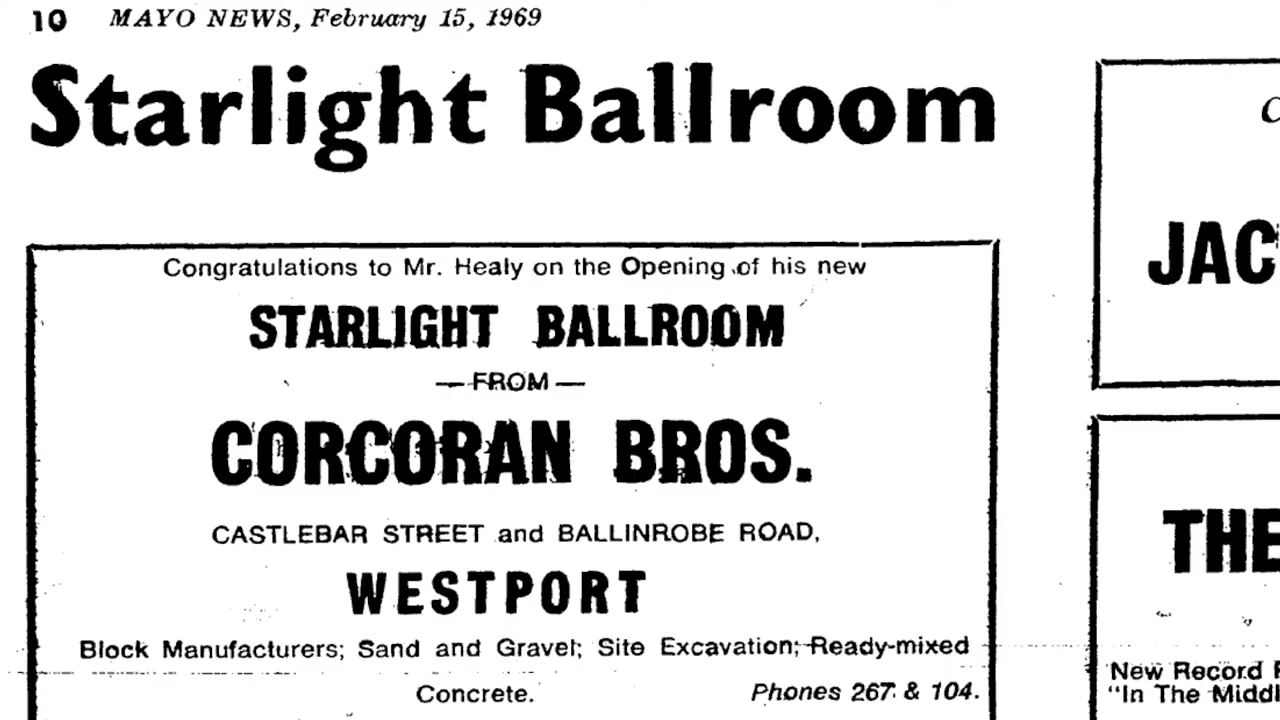 10 MAYO NEWS, February 15, 1969
Starlight Ballroom
Congratulations to Mr. Healy on the Opening of his new
STARLIGHT BALLROOM
— FROM —
CORCORAN BROS.
CASTLEBAR STREET and BALLINROBE ROAD,
WESTPORT
Block Manufacturers; Sand and Gravel; Site Excavation; Ready-mixed
Concrete. Phones 267 & 104.
JAC
THE
New Record
"In The Middl